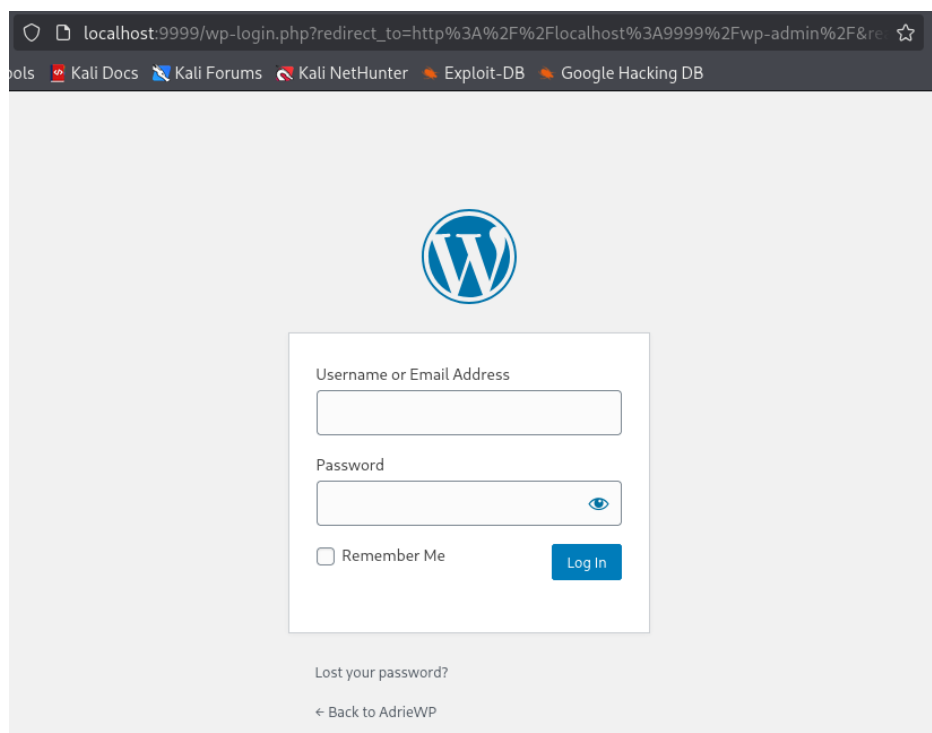 localhost:9999/wp-login.php?redirect_to=http%3A%2F%2Flocalhost%3A9999%2Fwp-admin%2F&re
ools Kali Docs Kali Forums Kali NetHunter Exploit-DB Google Hacking DB
Username or Email Address
Password
Remember Me
Log In
Lost your password?
← Back to AdrieWP